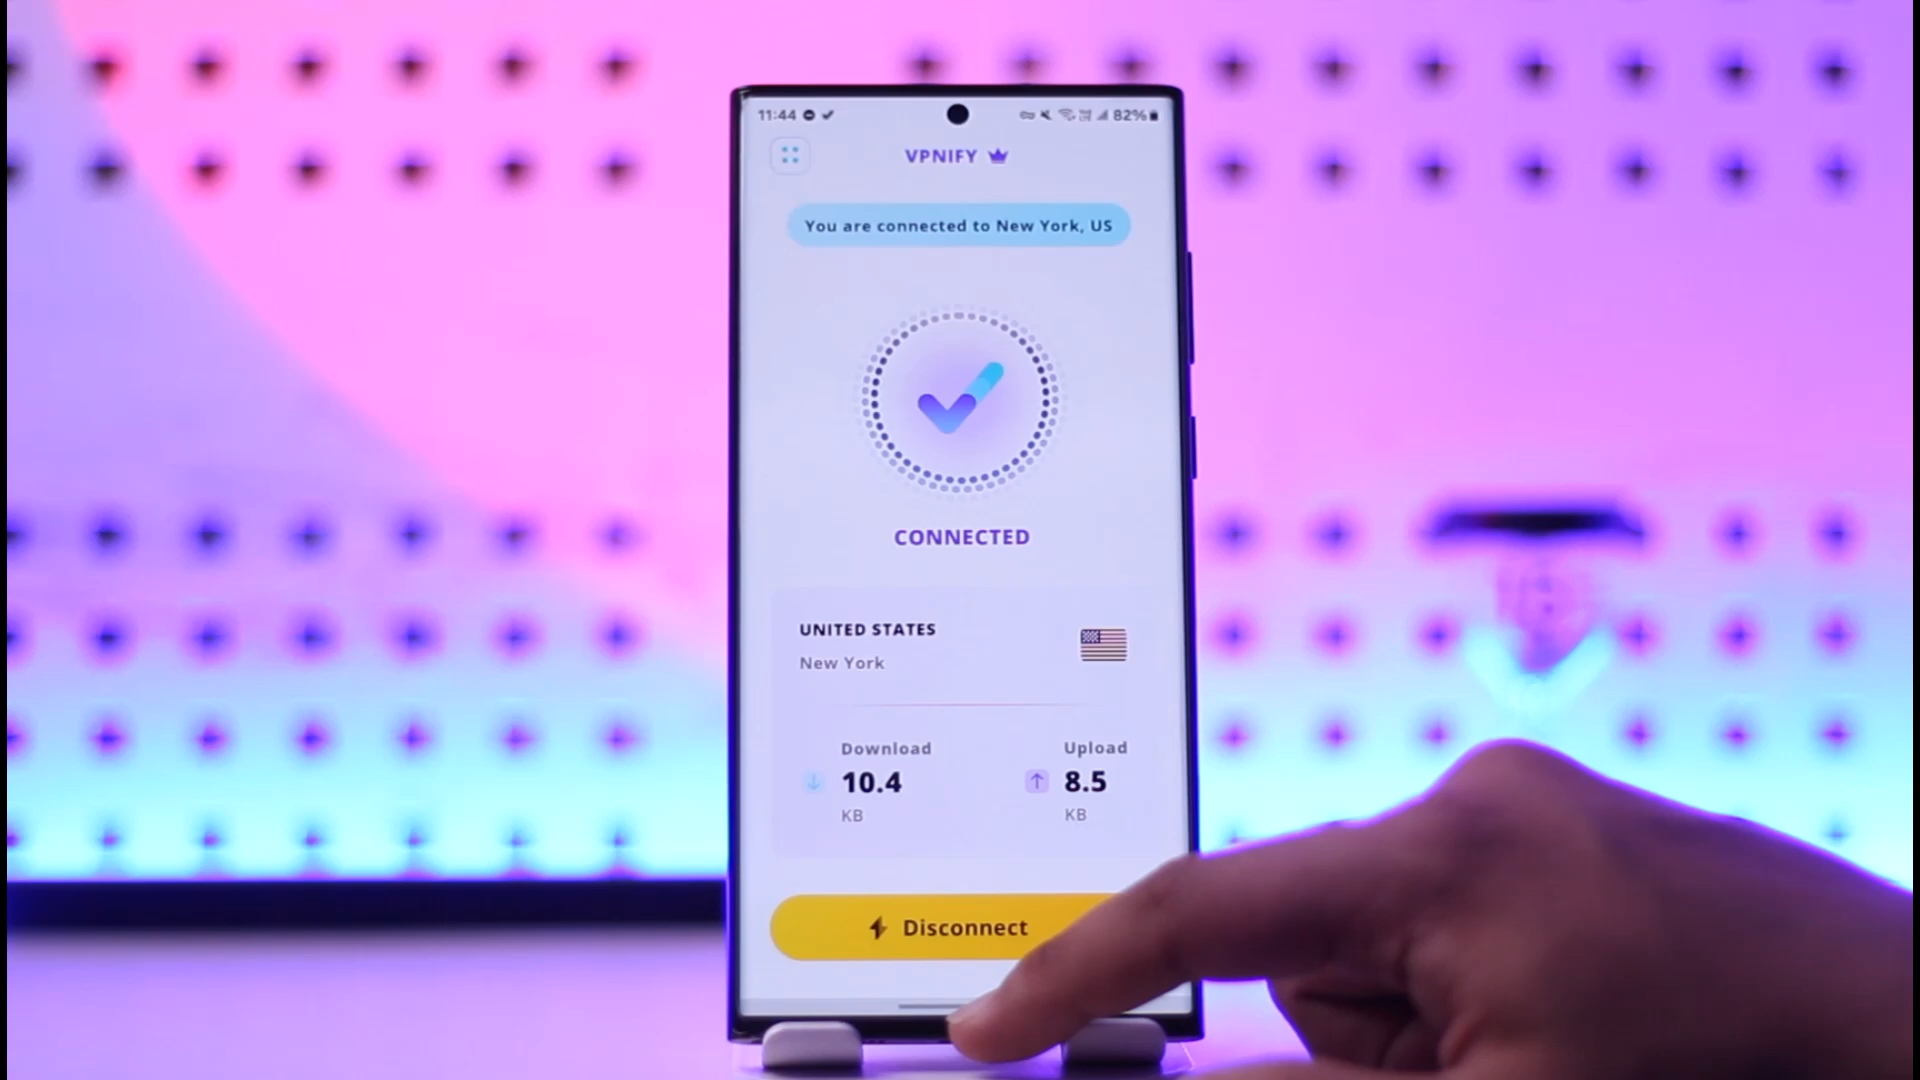 11:44 82%
VPNIFY
You are connected to New York, US
CONNECTED
UNITED STATES
New York
Download Upload
10.4 8.5
KB KB
Disconnect